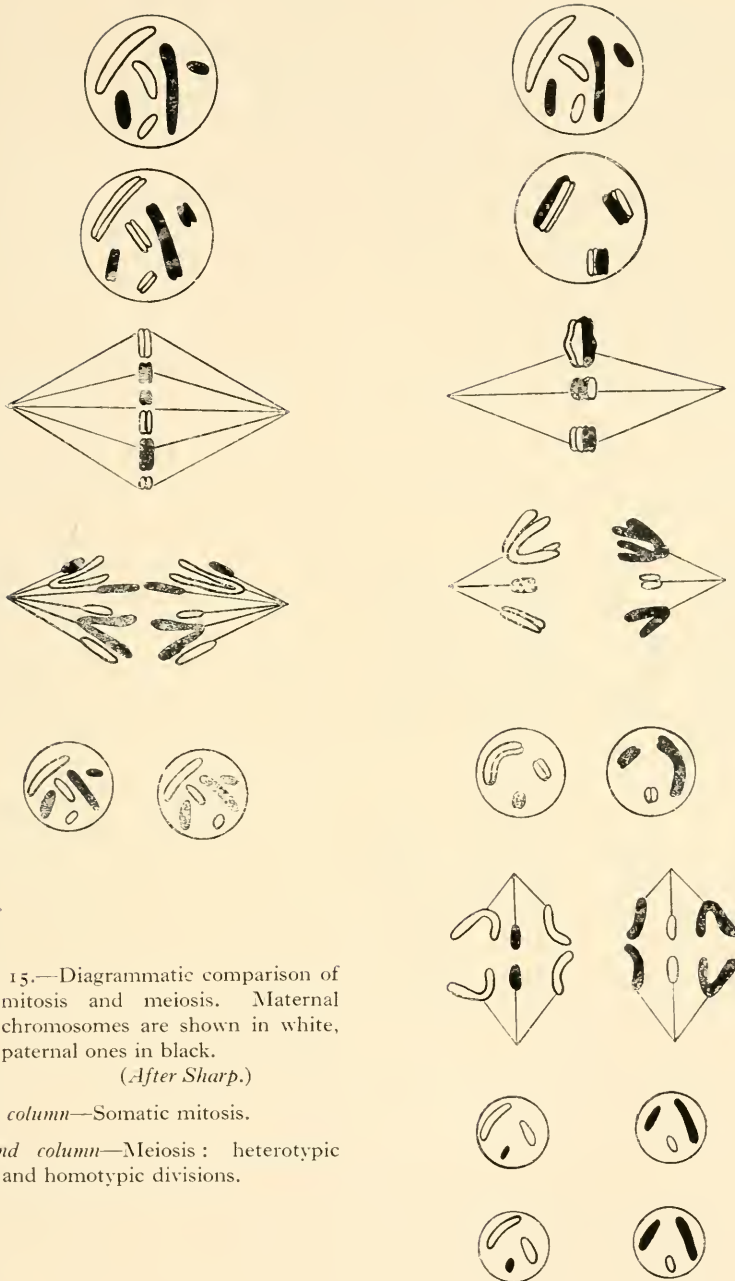 15.—Diagrammatic comparison of
mitosis and meiosis. Maternal
chromosomes are shown in white,
paternal ones in black.
(After Sharp.)
column—Somatic mitosis.
nd column—Meiosis : heterotypic
and homotypic divisions.